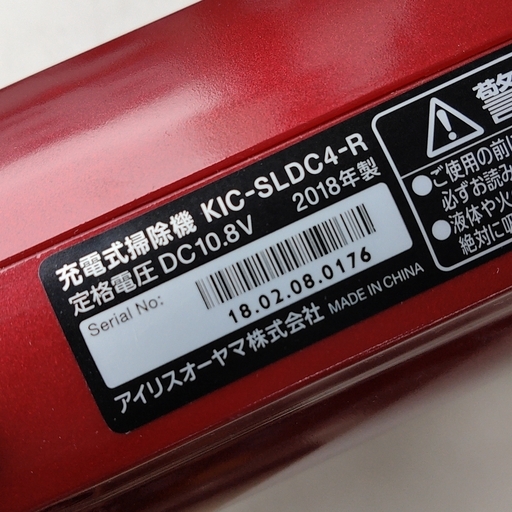 充電式掃除機 KIC-SLDC4-R
定格電圧 DC10.8V 2018年製
Serial No:
18.02.08.0176
アイリスオーヤマ株式会社 MADE IN CHINA
警
●ご使用の前に
必ずお読み
●液体や火
絶対に吸